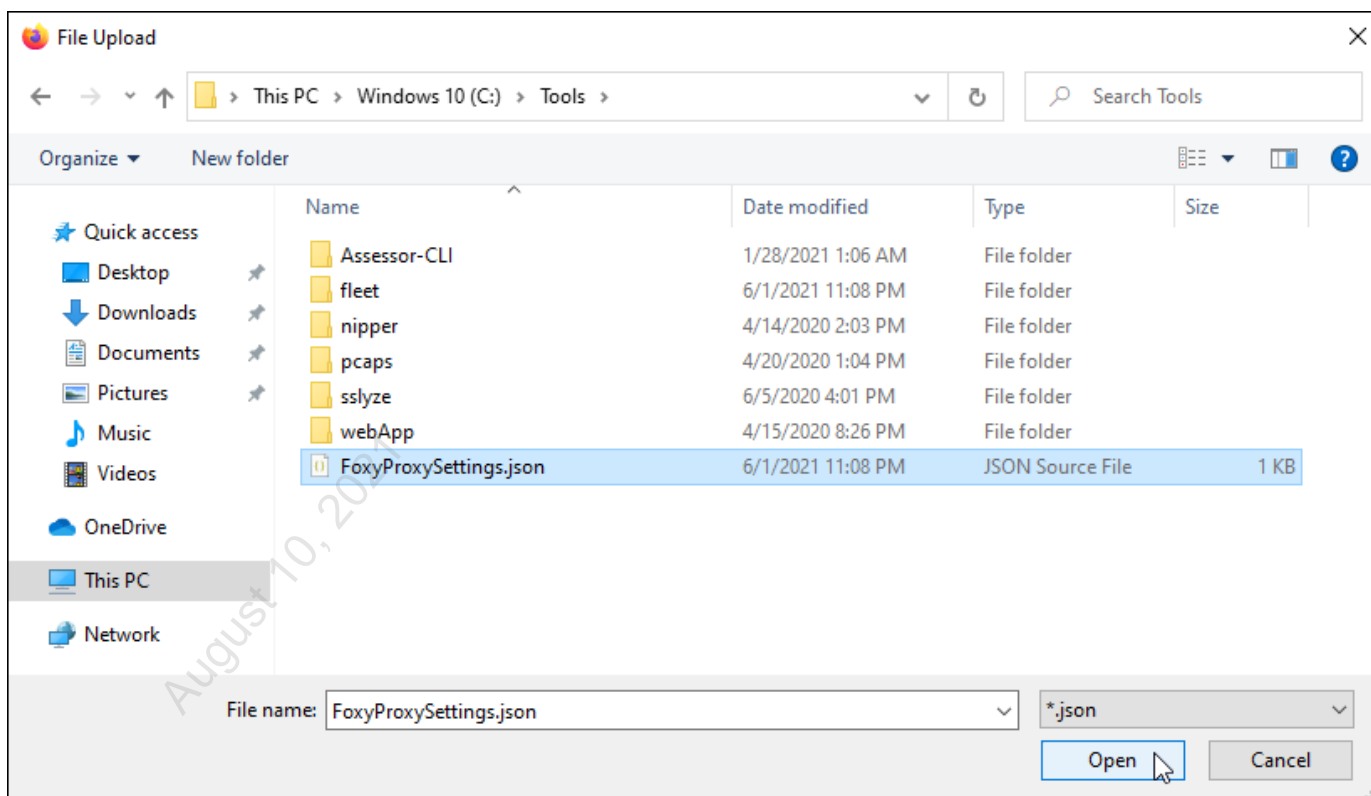 File Upload
This PC > Windows 10 (C:) > Tools >
Search Tools
Organize
New folder
Name Date modified Type Size
Quick access
Desktop
Downloads
Documents
Pictures
Music
Videos
OneDrive
This PC
Network
Assessor-CLI 1/28/2021 1:06 AM File folder
fleet 6/1/2021 11:08 PM File folder
nipper 4/14/2020 2:03 PM File folder
pcaps 4/20/2020 1:04 PM File folder
sslyze 6/5/2020 4:01 PM File folder
webApp 4/15/2020 8:26 PM File folder
FoxyProxySettings.json 6/1/2021 11:08 PM JSON Source File 1 KB
August 10, 2021
File name: FoxyProxySettings.json
*.json
Open
Cancel